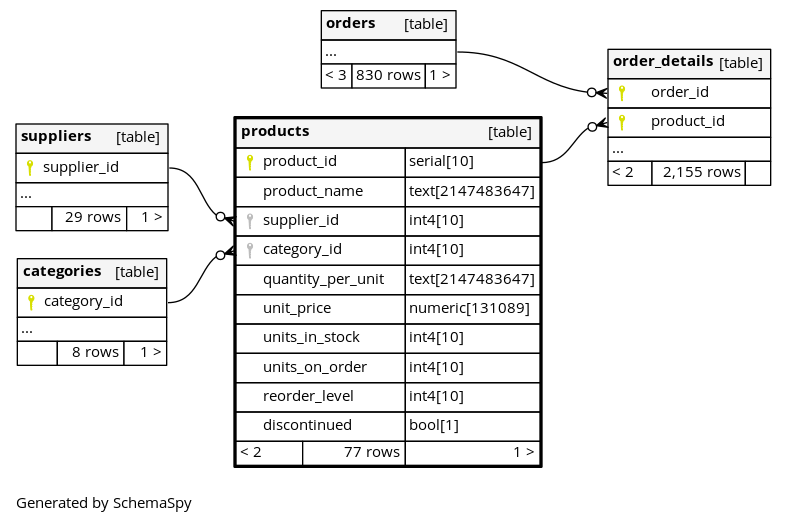 orders [table]
...
< 3 830 rows 1 >
order_details [table]
order_id
product_id
...
< 2 2,155 rows
suppliers [table]
supplier_id
...
29 rows 1 >
categories [table]
category_id
...
8 rows 1 >
products [table]
product_id serial[10]
product_name text[2147483647]
supplier_id int4[10]
category_id int4[10]
quantity_per_unit text[2147483647]
unit_price numeric[131089]
units_in_stock int4[10]
units_on_order int4[10]
reorder_level int4[10]
discontinued bool[1]
< 2 77 rows 1 >
Generated by SchemaSpy